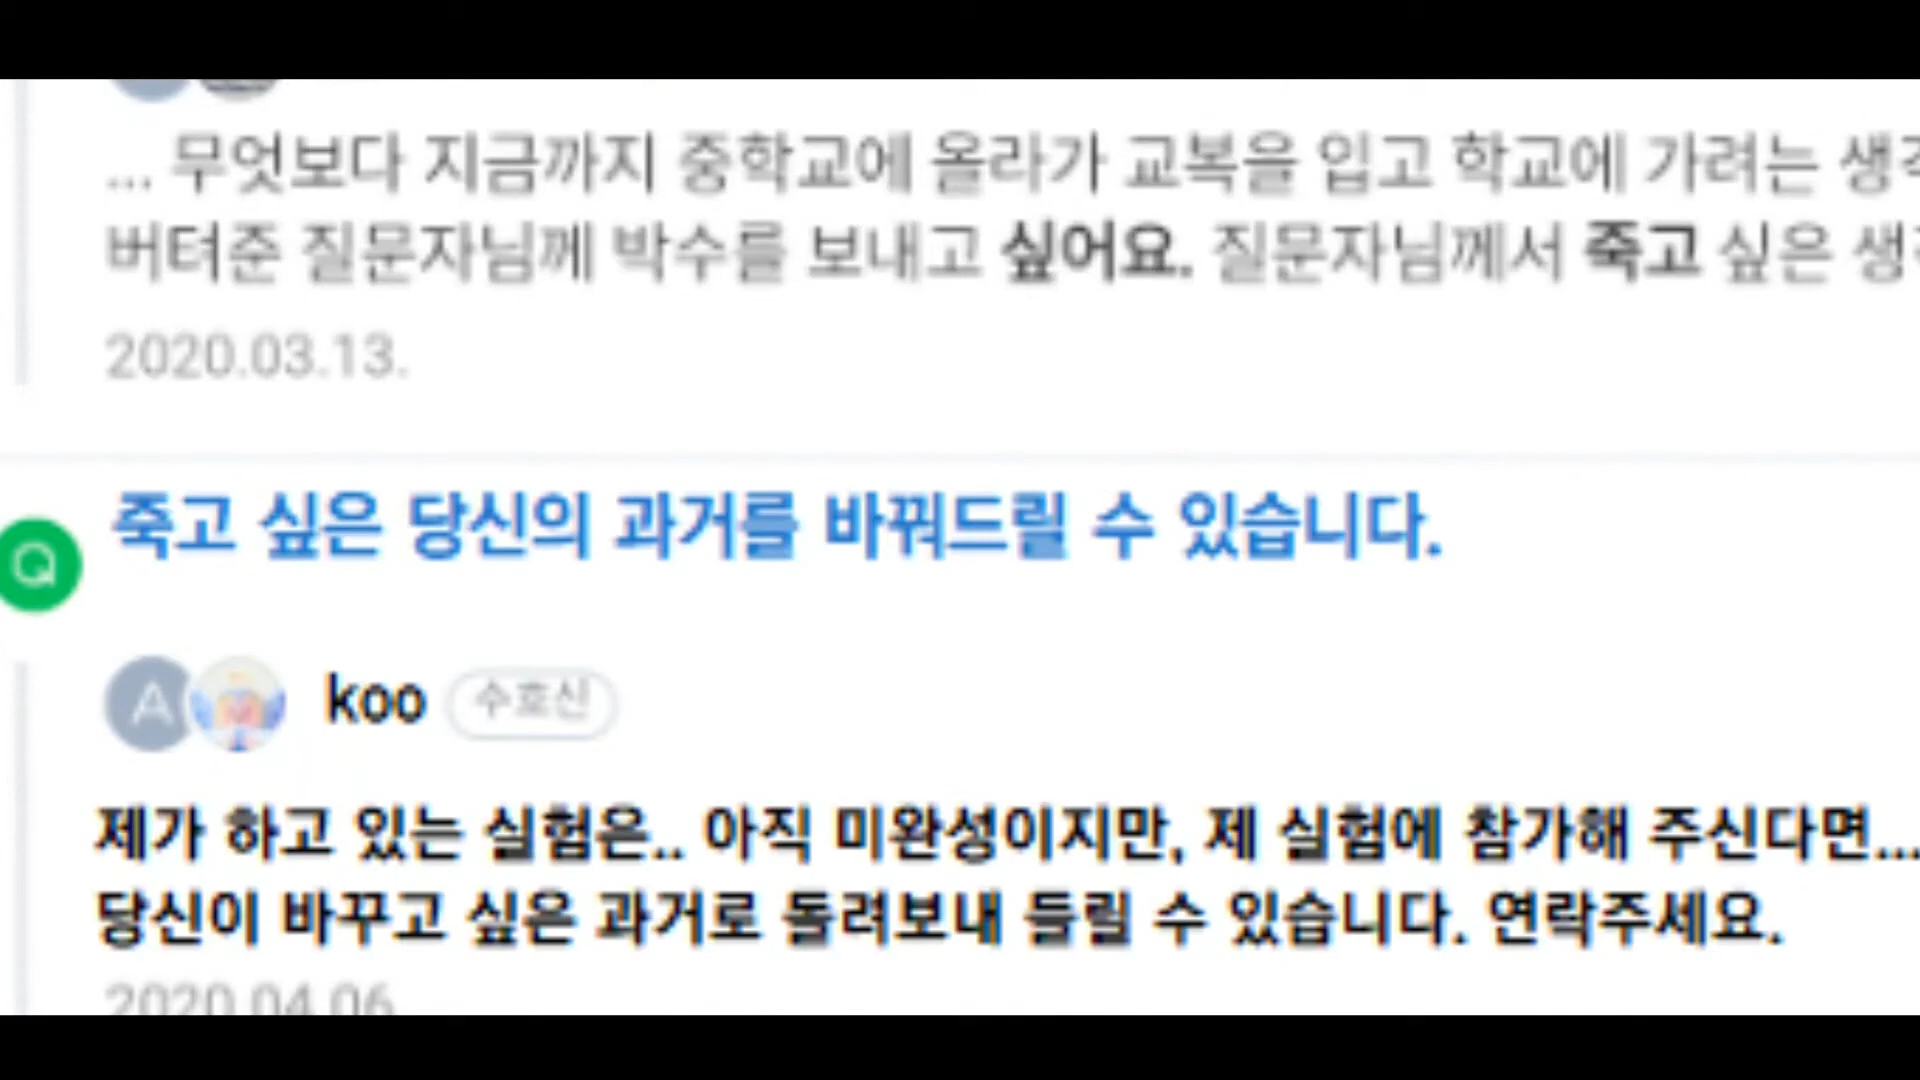 ... 무엇보다 지금까지 중학교에 올라가 교복을 입고 학교에 가려는
버텨준 질문자님께 박수를 보내고 싶어요. 질문자님께서 죽고 싶은
2020.03.13.
Q 죽고 싶은 당신의 과거를 바꿔드릴 수 있습니다.
A koo 수호신
제가 하고 있는 실험은.. 아직 미완성이지만, 제 실험에 참가해 주신다면...
당신이 바꾸고 싶은 과거로 돌려보내 들릴 수 있습니다. 연락주세요.
2020.04.06